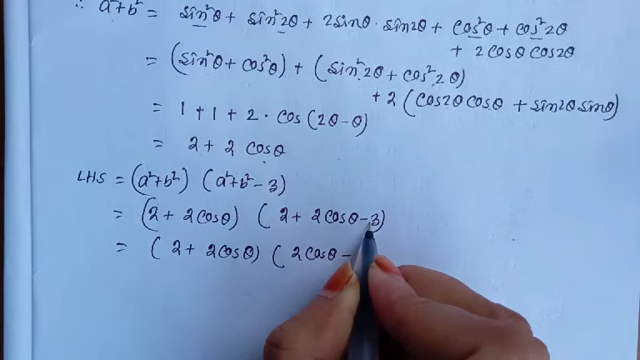 ∴ a²+b² = sin²θ + sin²2θ + 2sinθ·sin2θ + cos²θ + cos²2θ
+ 2cosθ cos2θ
= (sin²θ + cos²θ) + (sin²2θ + cos²2θ)
+ 2 (cos2θ cosθ + sin2θ sinθ)
= 1 + 1 + 2 · cos(2θ - θ)
= 2 + 2 cosθ
LHS = (a²+b²) (a²+b² - 3)
= (2 + 2cosθ) (2 + 2cosθ - 3)
= (2 + 2cosθ) (2cosθ -